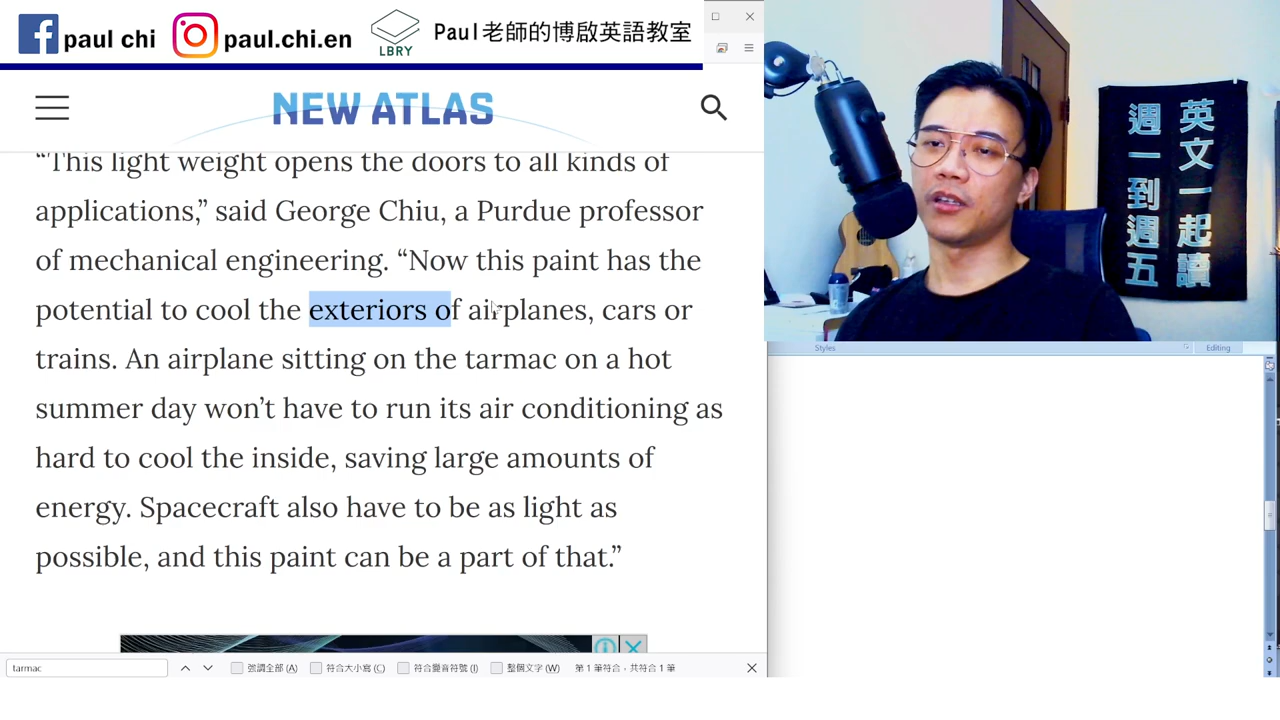 paul chi
paul.chi.en
LBRY
Paul老師的博啟英語教室
NEW ATLAS
“This light weight opens the doors to all kinds of
applications,” said George Chiu, a Purdue professor
of mechanical engineering. “Now this paint has the
potential to cool the exteriors of airplanes, cars or
trains. An airplane sitting on the tarmac on a hot
summer day won’t have to run its air conditioning as
hard to cool the inside, saving large amounts of
energy. Spacecraft also have to be as light as
possible, and this paint can be a part of that.”
英文一起讀
週一到週五
Styles
Editing
tarmac
強調全部 (A)
符合大小寫 (C)
符合變音符號 (I)
整個文字 (W)
第 1 筆符合，共符合 1 筆